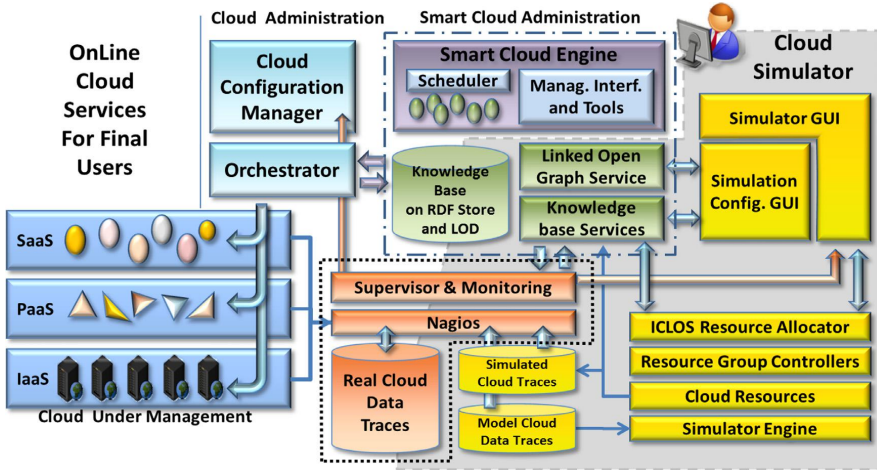 OnLine
Cloud
Services
For Final
Users
Cloud Administration
Cloud
Configuration
Manager
Orchestrator
Smart Cloud Administration
Smart Cloud Engine
Scheduler
Manag. Interf.
and Tools
Knowledge
Base
on RDF Store
and LOD
Linked Open
Graph Service
Knowledge
base Services
Cloud
Simulator
Simulator GUI
Simulation
Config. GUI
SaaS
PaaS
IaaS
Cloud Under Management
Supervisor & Monitoring
Nagios
Real Cloud
Data
Traces
Simulated
Cloud Traces
Model Cloud
Data Traces
ICLOS Resource Allocator
Resource Group Controllers
Cloud Resources
Simulator Engine